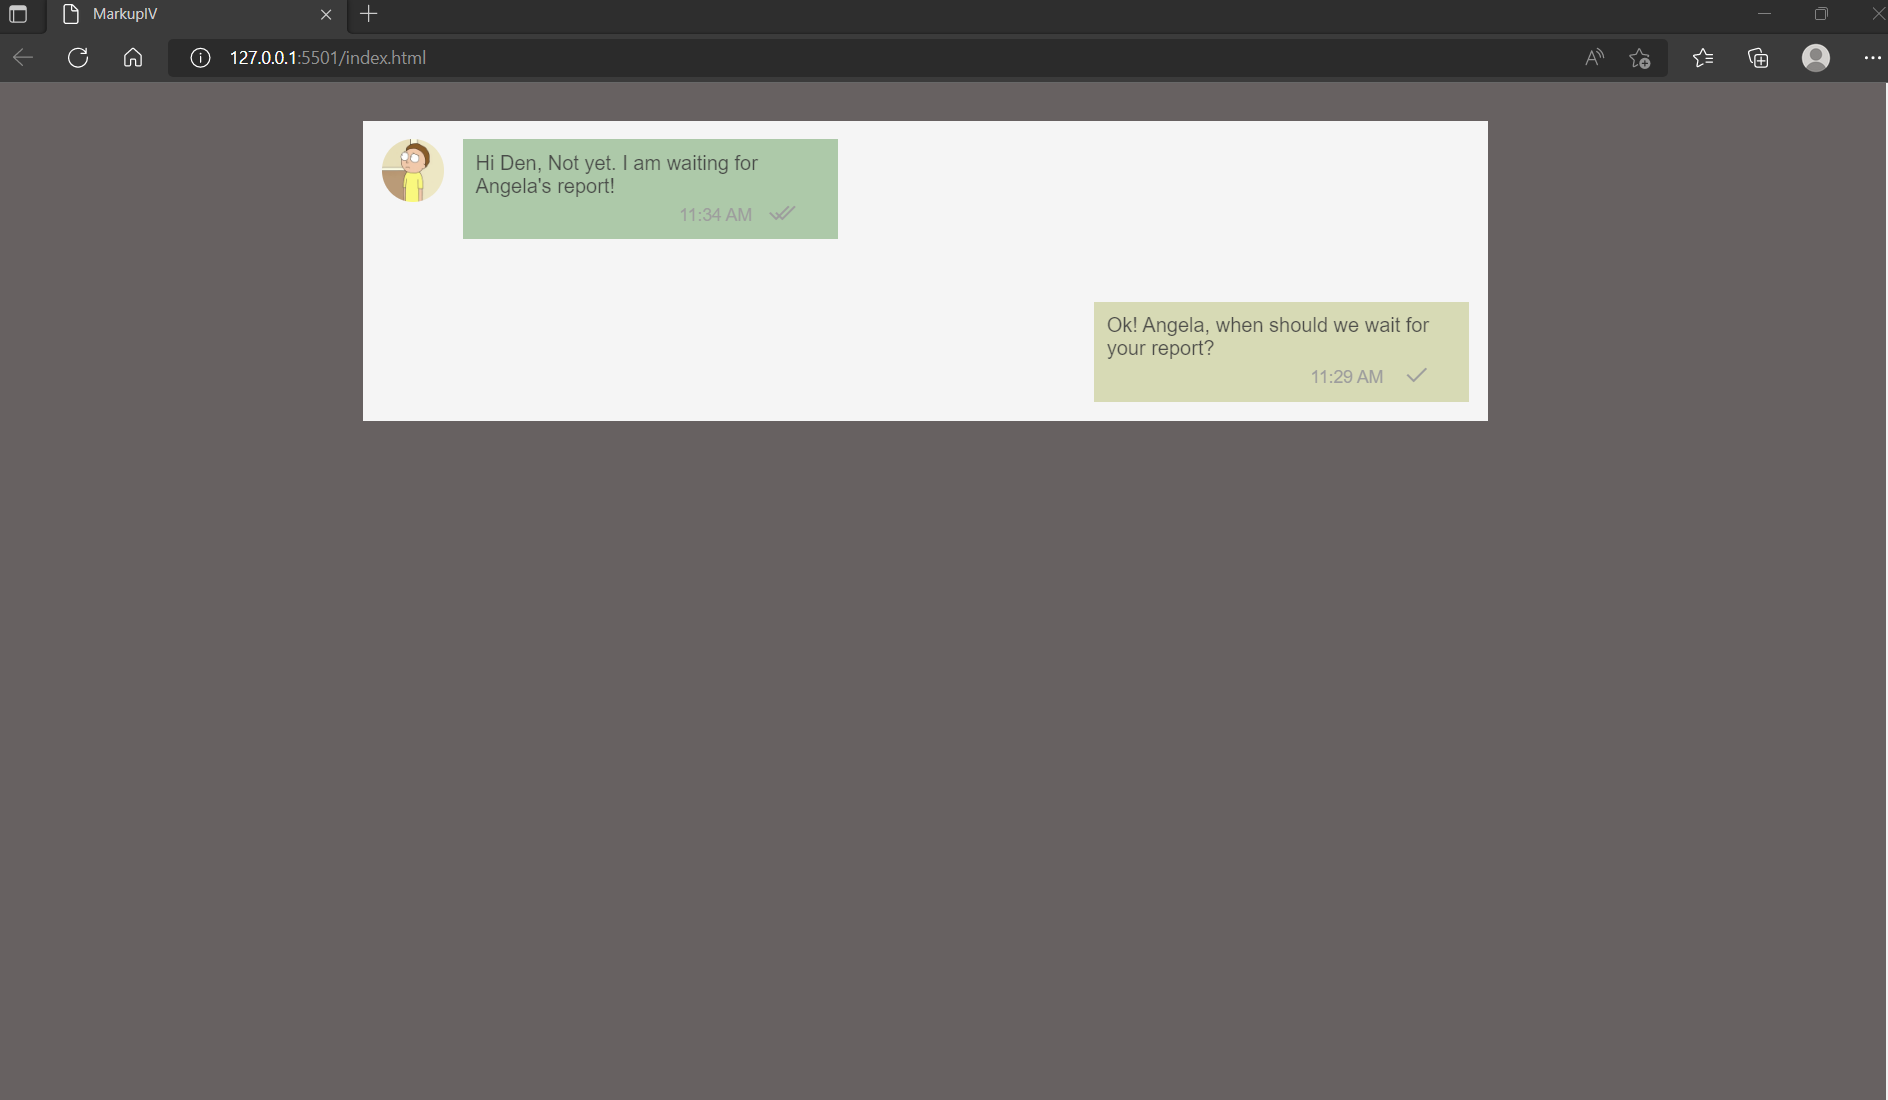 MarkupIV
127.0.0.1:5501/index.html
Hi Den, Not yet. I am waiting for
Angela's report!
11:34 AM
Ok! Angela, when should we wait for
your report?
11:29 AM